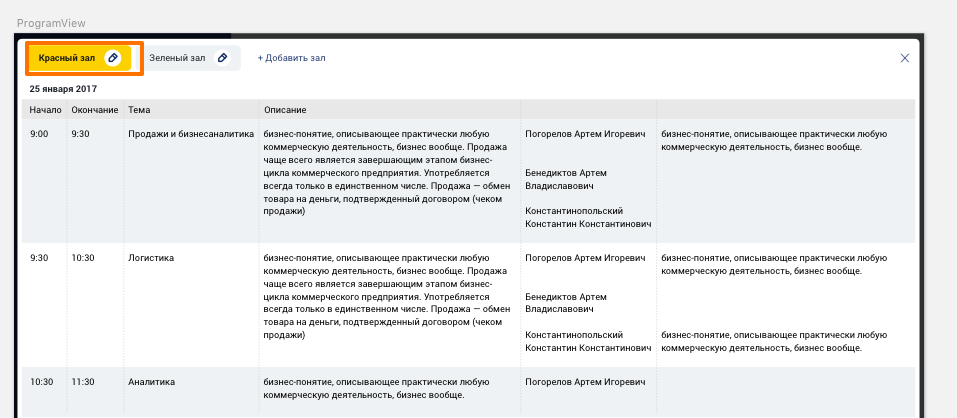 ProgramView
Красный зал
Зеленый зал
+ Добавить зал
25 января 2017
Начало Окончание Тема Описание
9:00 9:30 Продажи и бизнесаналитика
бизнес-понятие, описывающее практически любую
коммерческую деятельность, бизнес вообще. Продажа
чаще всего является завершающим этапом бизнес-
цикла коммерческого предприятия. Употребляется
всегда только в единственном числе. Продажа — обмен
товара на деньги, подтвержденный договором (чеком
продажи)
Погорелов Артем Игоревич
бизнес-понятие, описывающее практически любую
коммерческую деятельность, бизнес вообще.
Бенедиктов Артем
Владиславович
Константинопольский
Константин Константинович
9:30 10:30 Логистика
бизнес-понятие, описывающее практически любую
коммерческую деятельность, бизнес вообще. Продажа
чаще всего является завершающим этапом бизнес-
цикла коммерческого предприятия. Употребляется
всегда только в единственном числе. Продажа — обмен
товара на деньги, подтвержденный договором (чеком
продажи)
Погорелов Артем Игоревич
бизнес-понятие, описывающее практически любую
коммерческую деятельность, бизнес вообще.
Бенедиктов Артем
Владиславович
Константинопольский
Константин Константинович
бизнес-понятие, описывающее практически любую
коммерческую деятельность, бизнес вообще.
10:30 11:30 Аналитика
бизнес-понятие, описывающее практически любую
коммерческую деятельность, бизнес вообще.
Погорелов Артем Игоревич